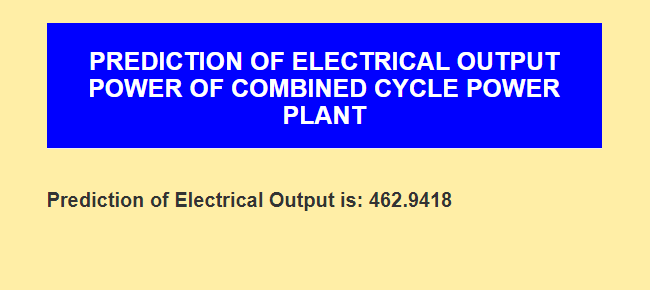 PREDICTION OF ELECTRICAL OUTPUT
POWER OF COMBINED CYCLE POWER
PLANT
Prediction of Electrical Output is: 462.9418